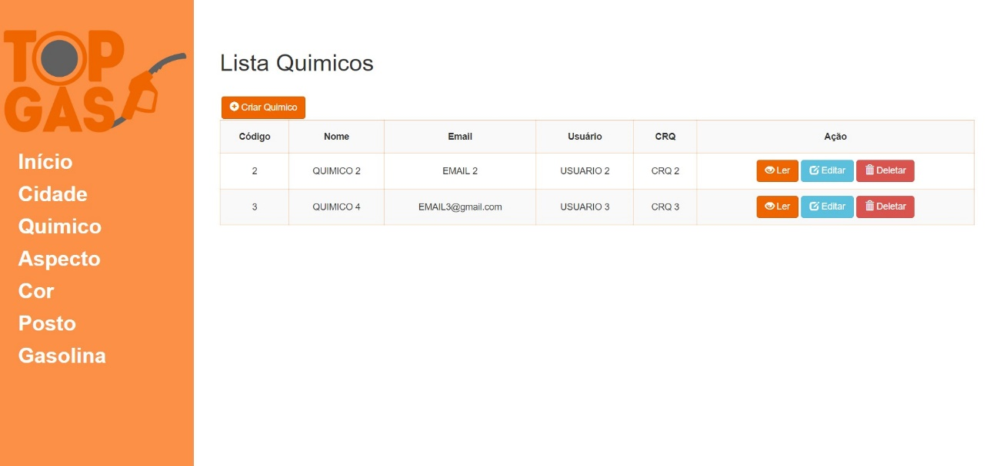 TOP
GAS
Início
Cidade
Quimico
Aspecto
Cor
Posto
Gasolina
Lista Quimicos
Criar Quimico
Código Nome Email Usuário CRQ Ação
2 QUIMICO 2 EMAIL 2 USUARIO 2 CRQ 2 Ler Editar Deletar
3 QUIMICO 4 EMAIL3@gmail.com USUARIO 3 CRQ 3 Ler Editar Deletar